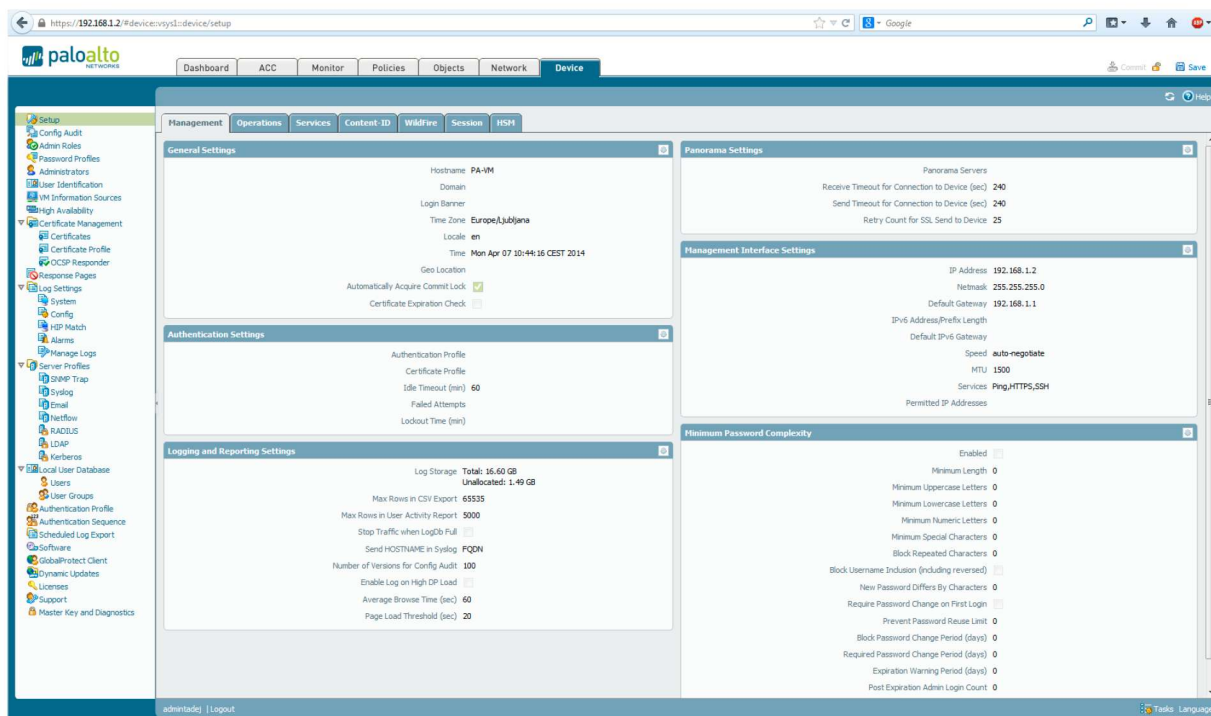 https://192.168.1.2/#device::vsys1::device/setup
Google
paloalto
NETWORKS
Dashboard ACC Monitor Policies Objects Network Device
Commit Save
Help
Setup
Config Audit
Admin Roles
Password Profiles
Administrators
User Identification
VM Information Sources
High Availability
Certificate Management
Certificates
Certificate Profile
OCSP Responder
Response Pages
Log Settings
System
Config
HIP Match
Alarms
Manage Logs
Server Profiles
SNMP Trap
Syslog
Email
Netflow
RADIUS
LDAP
Kerberos
Local User Database
Users
User Groups
Authentication Profile
Authentication Sequence
Scheduled Log Export
Software
GlobalProtect Client
Dynamic Updates
Licenses
Support
Master Key and Diagnostics
Management Operations Services Content-ID WildFire Session HSM
General Settings
Hostname PA-VM
Domain
Login Banner
Time Zone Europe/Ljubljana
Locale en
Time Mon Apr 07 10:44:16 CEST 2014
Geo Location
Automatically Acquire Commit Lock
Certificate Expiration Check
Authentication Settings
Authentication Profile
Certificate Profile
Idle Timeout (min) 60
Failed Attempts
Lockout Time (min)
Logging and Reporting Settings
Log Storage Total: 16.60 GB
Unallocated: 1.49 GB
Max Rows in CSV Export 65535
Max Rows in User Activity Report 5000
Stop Traffic when LogDb Full
Send HOSTNAME in Syslog FQDN
Number of Versions for Config Audit 100
Enable Log on High DP Load
Average Browse Time (sec) 60
Page Load Threshold (sec) 20
Panorama Settings
Panorama Servers
Receive Timeout for Connection to Device (sec) 240
Send Timeout for Connection to Device (sec) 240
Retry Count for SSL Send to Device 25
Management Interface Settings
IP Address 192.168.1.2
Netmask 255.255.255.0
Default Gateway 192.168.1.1
IPv6 Address/Prefix Length
Default IPv6 Gateway
Speed auto-negotiate
MTU 1500
Services Ping,HTTPS,SSH
Permitted IP Addresses
Minimum Password Complexity
Enabled
Minimum Length 0
Minimum Uppercase Letters 0
Minimum Lowercase Letters 0
Minimum Numeric Letters 0
Minimum Special Characters 0
Block Repeated Characters 0
Block Username Inclusion (including reversed)
New Password Differs By Characters 0
Require Password Change on First Login
Prevent Password Reuse Limit 0
Block Password Change Period (days) 0
Required Password Change Period (days) 0
Expiration Warning Period (days) 0
Post Expiration Admin Login Count 0
admintadej | Logout
Tasks Language